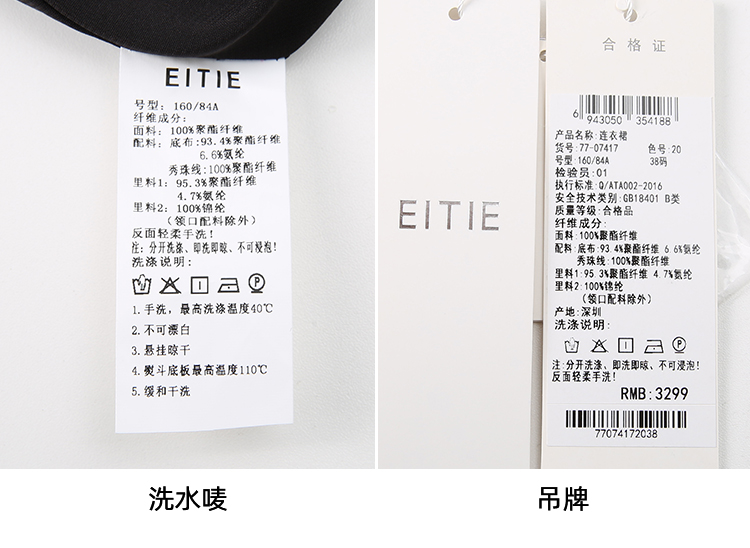 EITIE
号型: 160/84A
纤维成分:
面料: 100%聚酯纤维
配料: 底布:93.4%聚酯纤维
6.6%氨纶
秀珠线:100%聚酯纤维
里料1: 95.3%聚酯纤维
4.7%氨纶
里料2: 100%锦纶
(领口配料除外)
反面轻柔手洗!
注: 分开洗涤、即洗即晾、不可浸泡!
洗涤说明:
1.手洗，最高洗涤温度40℃
2.不可漂白
3.悬挂晾干
4.熨斗底板最高温度110℃
5.缓和干洗
洗水唛
EITIE
合格证
6 943050 354188
产品名称: 连衣裙
货号: 77-07417 色号: 20
号型: 160/84A 38码
检验员: 01
执行标准: Q/ATA002-2016
安全技术类别: GB18401 B类
质量等级: 合格品
纤维成分:
面料: 100%聚酯纤维
配料: 底布: 93.4%聚酯纤维 6.6%氨纶
秀珠线: 100%聚酯纤维
里料1: 95.3%聚酯纤维 4.7%氨纶
里料2: 100%锦纶
(领口配料除外)
产地: 深圳
洗涤说明:
注: 分开洗涤、即洗即晾、不可浸泡!
反面轻柔手洗!
RMB: 3299
77074172038
吊牌